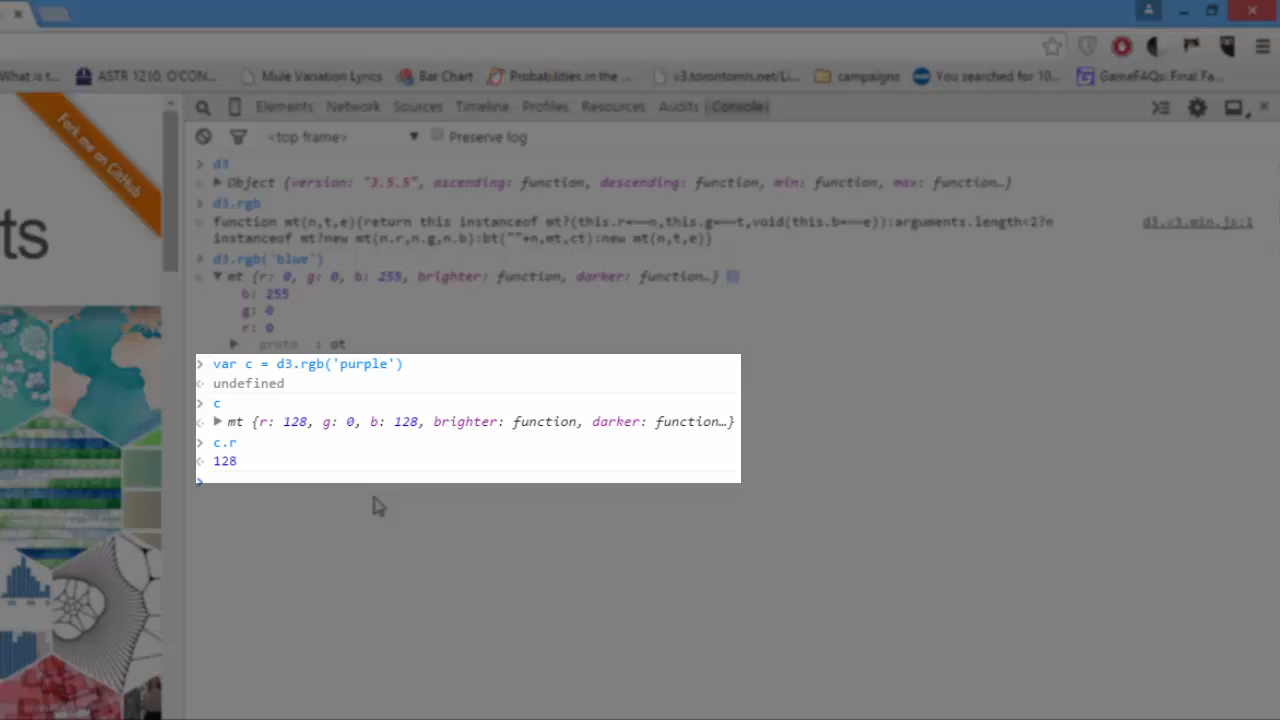 What is t...
ASTR 1210, O'CON...
Mule Variation Lyrics
Bar Chart
Probabilities in the ...
v3.torontomls.net/Li...
campaigns
You searched for 10...
GameFAQs: Final Fa...
Fork me on GitHub
ts
Elements Network Sources Timeline Profiles Resources Audits Console
<top frame> Preserve log
d3
Object {version: "3.5.5", ascending: function, descending: function, min: function, max: function…}
d3.rgb
function mt(n,t,e){return this instanceof mt?(this.r=~~n,this.g=~~t,void(this.b=~~e)):arguments.length<2?n d3.v3.min.js:1
instanceof mt?new mt(n.r,n.g,n.b):bt(""+n,mt,ct):new mt(n,t,e)}
d3.rgb('blue')
mt {r: 0, g: 0, b: 255, brighter: function, darker: function…}
b: 255
g: 0
r: 0
proto : ot
var c = d3.rgb('purple')
undefined
c
mt {r: 128, g: 0, b: 128, brighter: function, darker: function…}
c.r
128